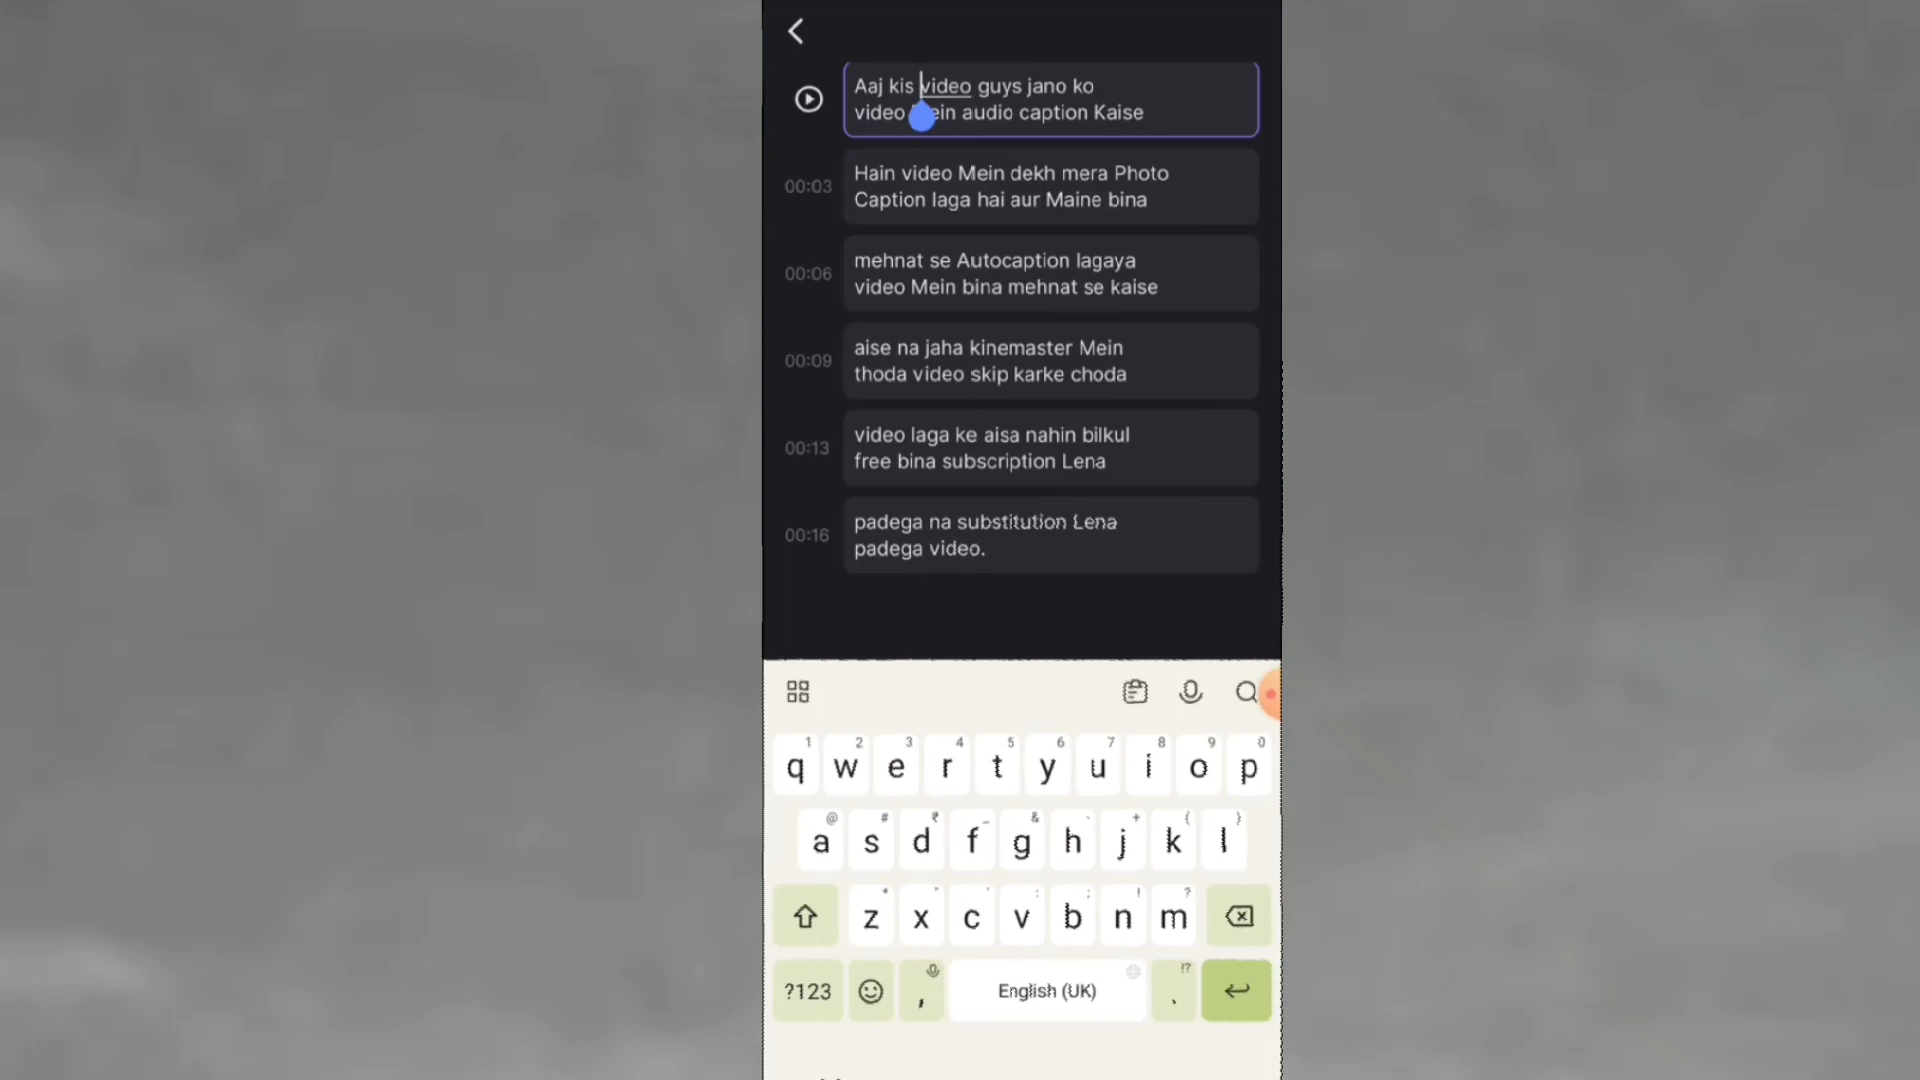 Aaj kis video guys jano ko
video ein audio caption Kaise
00:03
Hain video Mein dekh mera Photo
Caption laga hai aur Maine bina
00:06
mehnat se Autocaption lagaya
video Mein bina mehnat se kaise
00:09
aise na jaha kinemaster Mein
thoda video skip karke choda
00:13
video laga ke aisa nahin bilkul
free bina subscription Lena
00:16
padega na substitution Lena
padega video.
1 2 3 4 5 6 7 8 9 0
q w e r t y u i o p
@ # ₹ _ & - + ( )
a s d f g h j k l
* " ' : ; ! ?
z x c v b n m
?123 , English (UK) . !?